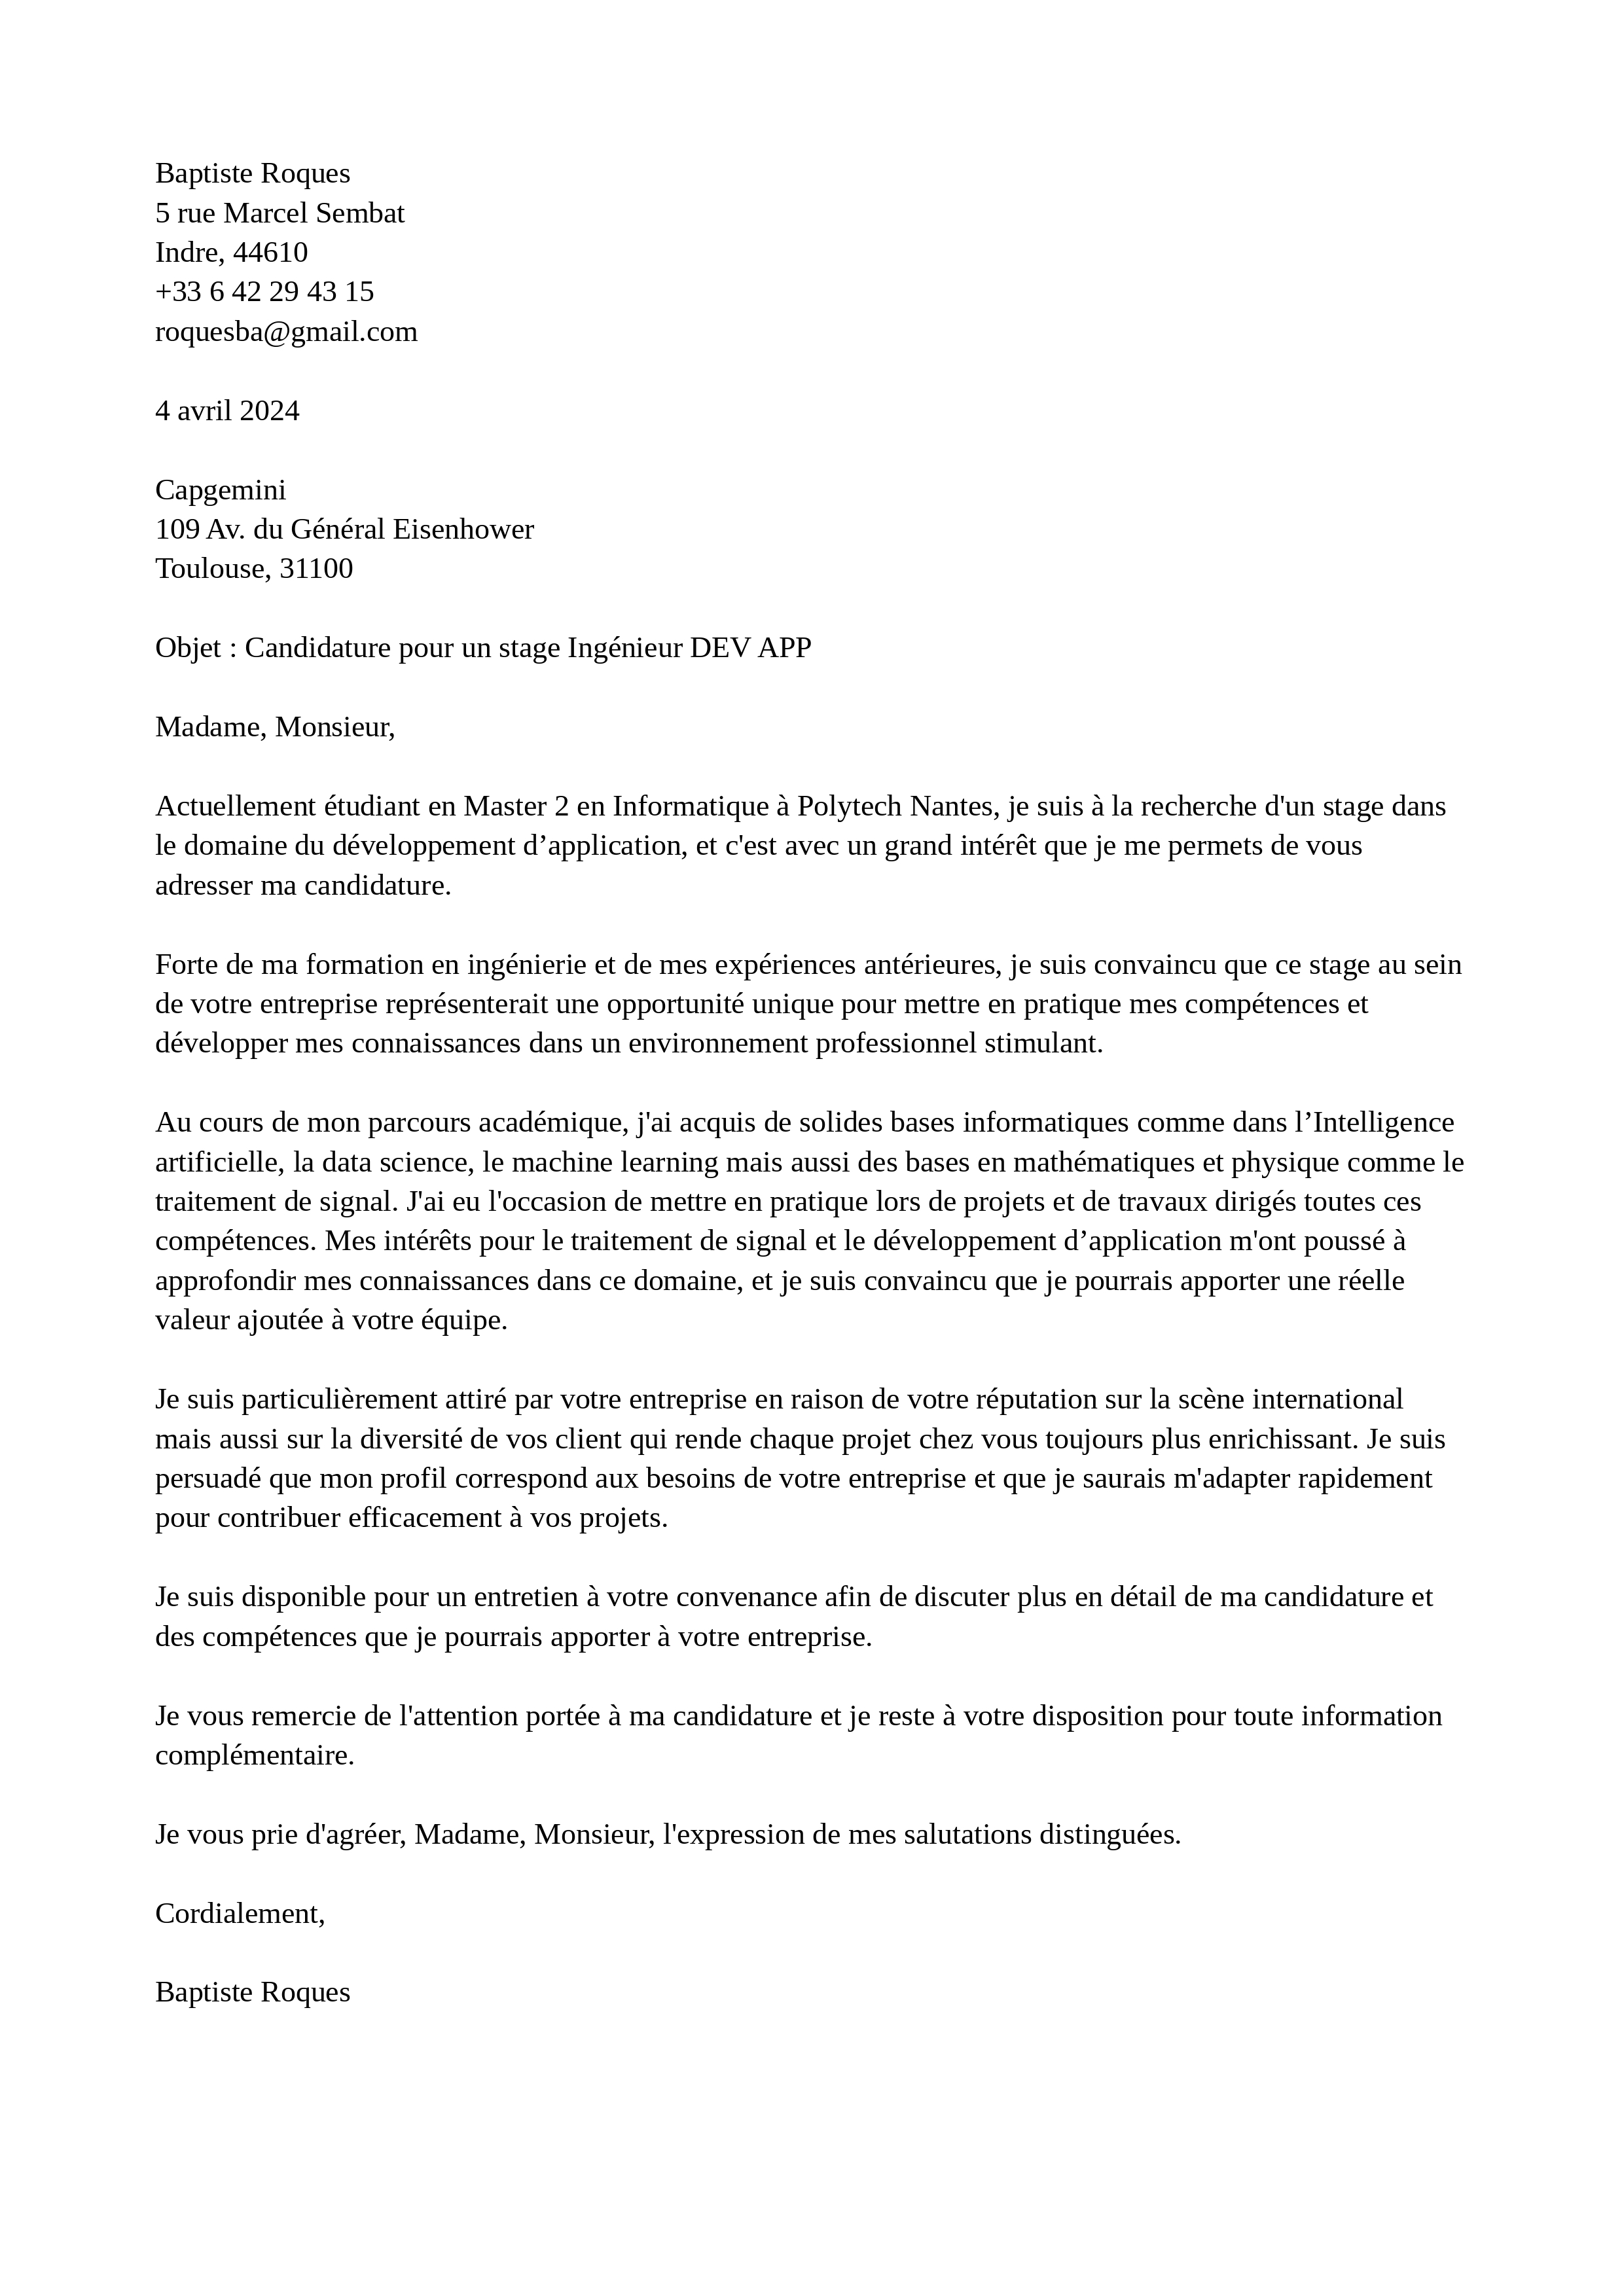 Baptiste Roques
5 rue Marcel Sembat
Indre, 44610
+33 6 42 29 43 15
roquesba@gmail.com
4 avril 2024
Capgemini
109 Av. du Général Eisenhower
Toulouse, 31100
Objet : Candidature pour un stage Ingénieur DEV APP
Madame, Monsieur,
Actuellement étudiant en Master 2 en Informatique à Polytech Nantes, je suis à la recherche d'un stage dans
le domaine du développement d’application, et c'est avec un grand intérêt que je me permets de vous
adresser ma candidature.
Forte de ma formation en ingénierie et de mes expériences antérieures, je suis convaincu que ce stage au sein
de votre entreprise représenterait une opportunité unique pour mettre en pratique mes compétences et
développer mes connaissances dans un environnement professionnel stimulant.
Au cours de mon parcours académique, j'ai acquis de solides bases informatiques comme dans l’Intelligence
artificielle, la data science, le machine learning mais aussi des bases en mathématiques et physique comme le
traitement de signal. J'ai eu l'occasion de mettre en pratique lors de projets et de travaux dirigés toutes ces
compétences. Mes intérêts pour le traitement de signal et le développement d’application m'ont poussé à
approfondir mes connaissances dans ce domaine, et je suis convaincu que je pourrais apporter une réelle
valeur ajoutée à votre équipe.
Je suis particulièrement attiré par votre entreprise en raison de votre réputation sur la scène international
mais aussi sur la diversité de vos client qui rende chaque projet chez vous toujours plus enrichissant. Je suis
persuadé que mon profil correspond aux besoins de votre entreprise et que je saurais m'adapter rapidement
pour contribuer efficacement à vos projets.
Je suis disponible pour un entretien à votre convenance afin de discuter plus en détail de ma candidature et
des compétences que je pourrais apporter à votre entreprise.
Je vous remercie de l'attention portée à ma candidature et je reste à votre disposition pour toute information
complémentaire.
Je vous prie d'agréer, Madame, Monsieur, l'expression de mes salutations distinguées.
Cordialement,
Baptiste Roques